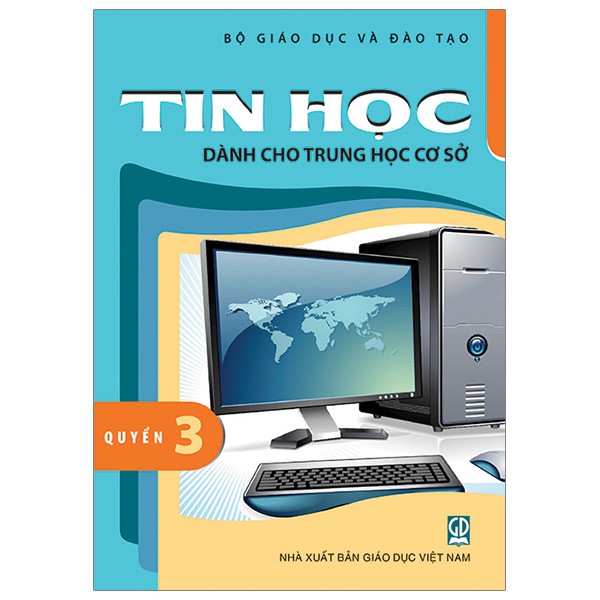 BỘ GIÁO DỤC VÀ ĐÀO TẠO
TIN HỌC
DÀNH CHO TRUNG HỌC CƠ SỞ
QUYỂN 3
GD
NHÀ XUẤT BẢN GIÁO DỤC VIỆT NAM